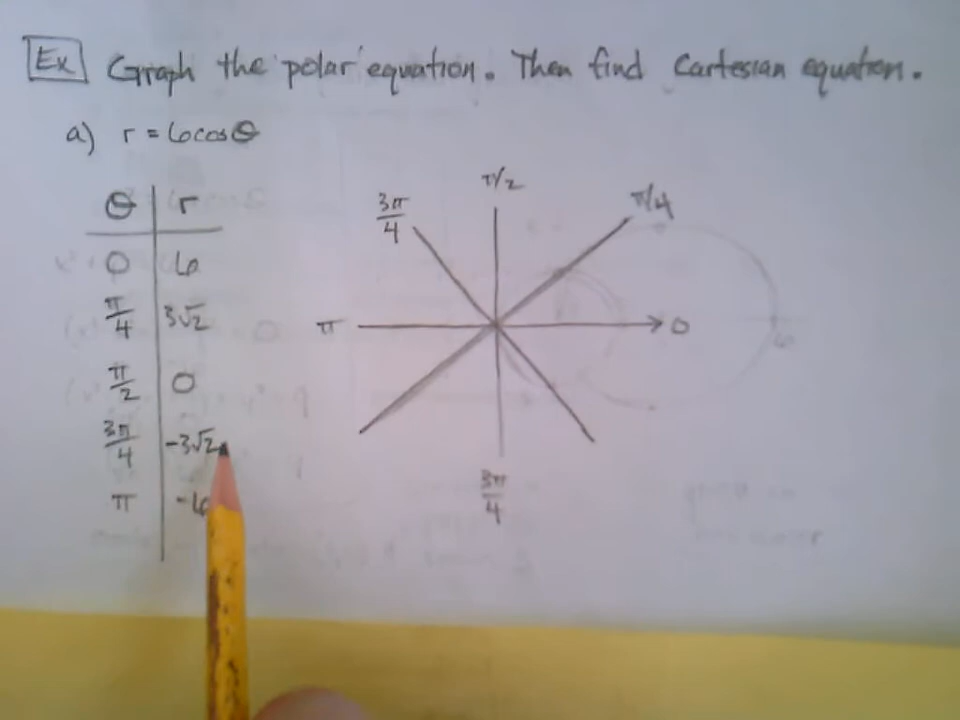 Ex Graph the polar equation. Then find Cartesian equation.
a) r = 6cosθ
θ r
0 6
π/4 3√2
π/2 0
3π/4 -3√2
π -6
π/2
3π/4
π/4
π
0
3π/4